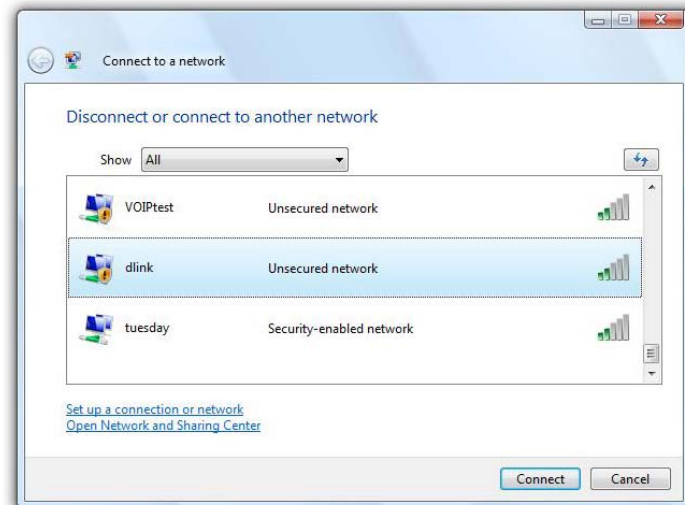 Connect to a network
Disconnect or connect to another network
Show All
VOIPtest Unsecured network
dlink Unsecured network
tuesday Security-enabled network
Set up a connection or network
Open Network and Sharing Center
Connect Cancel